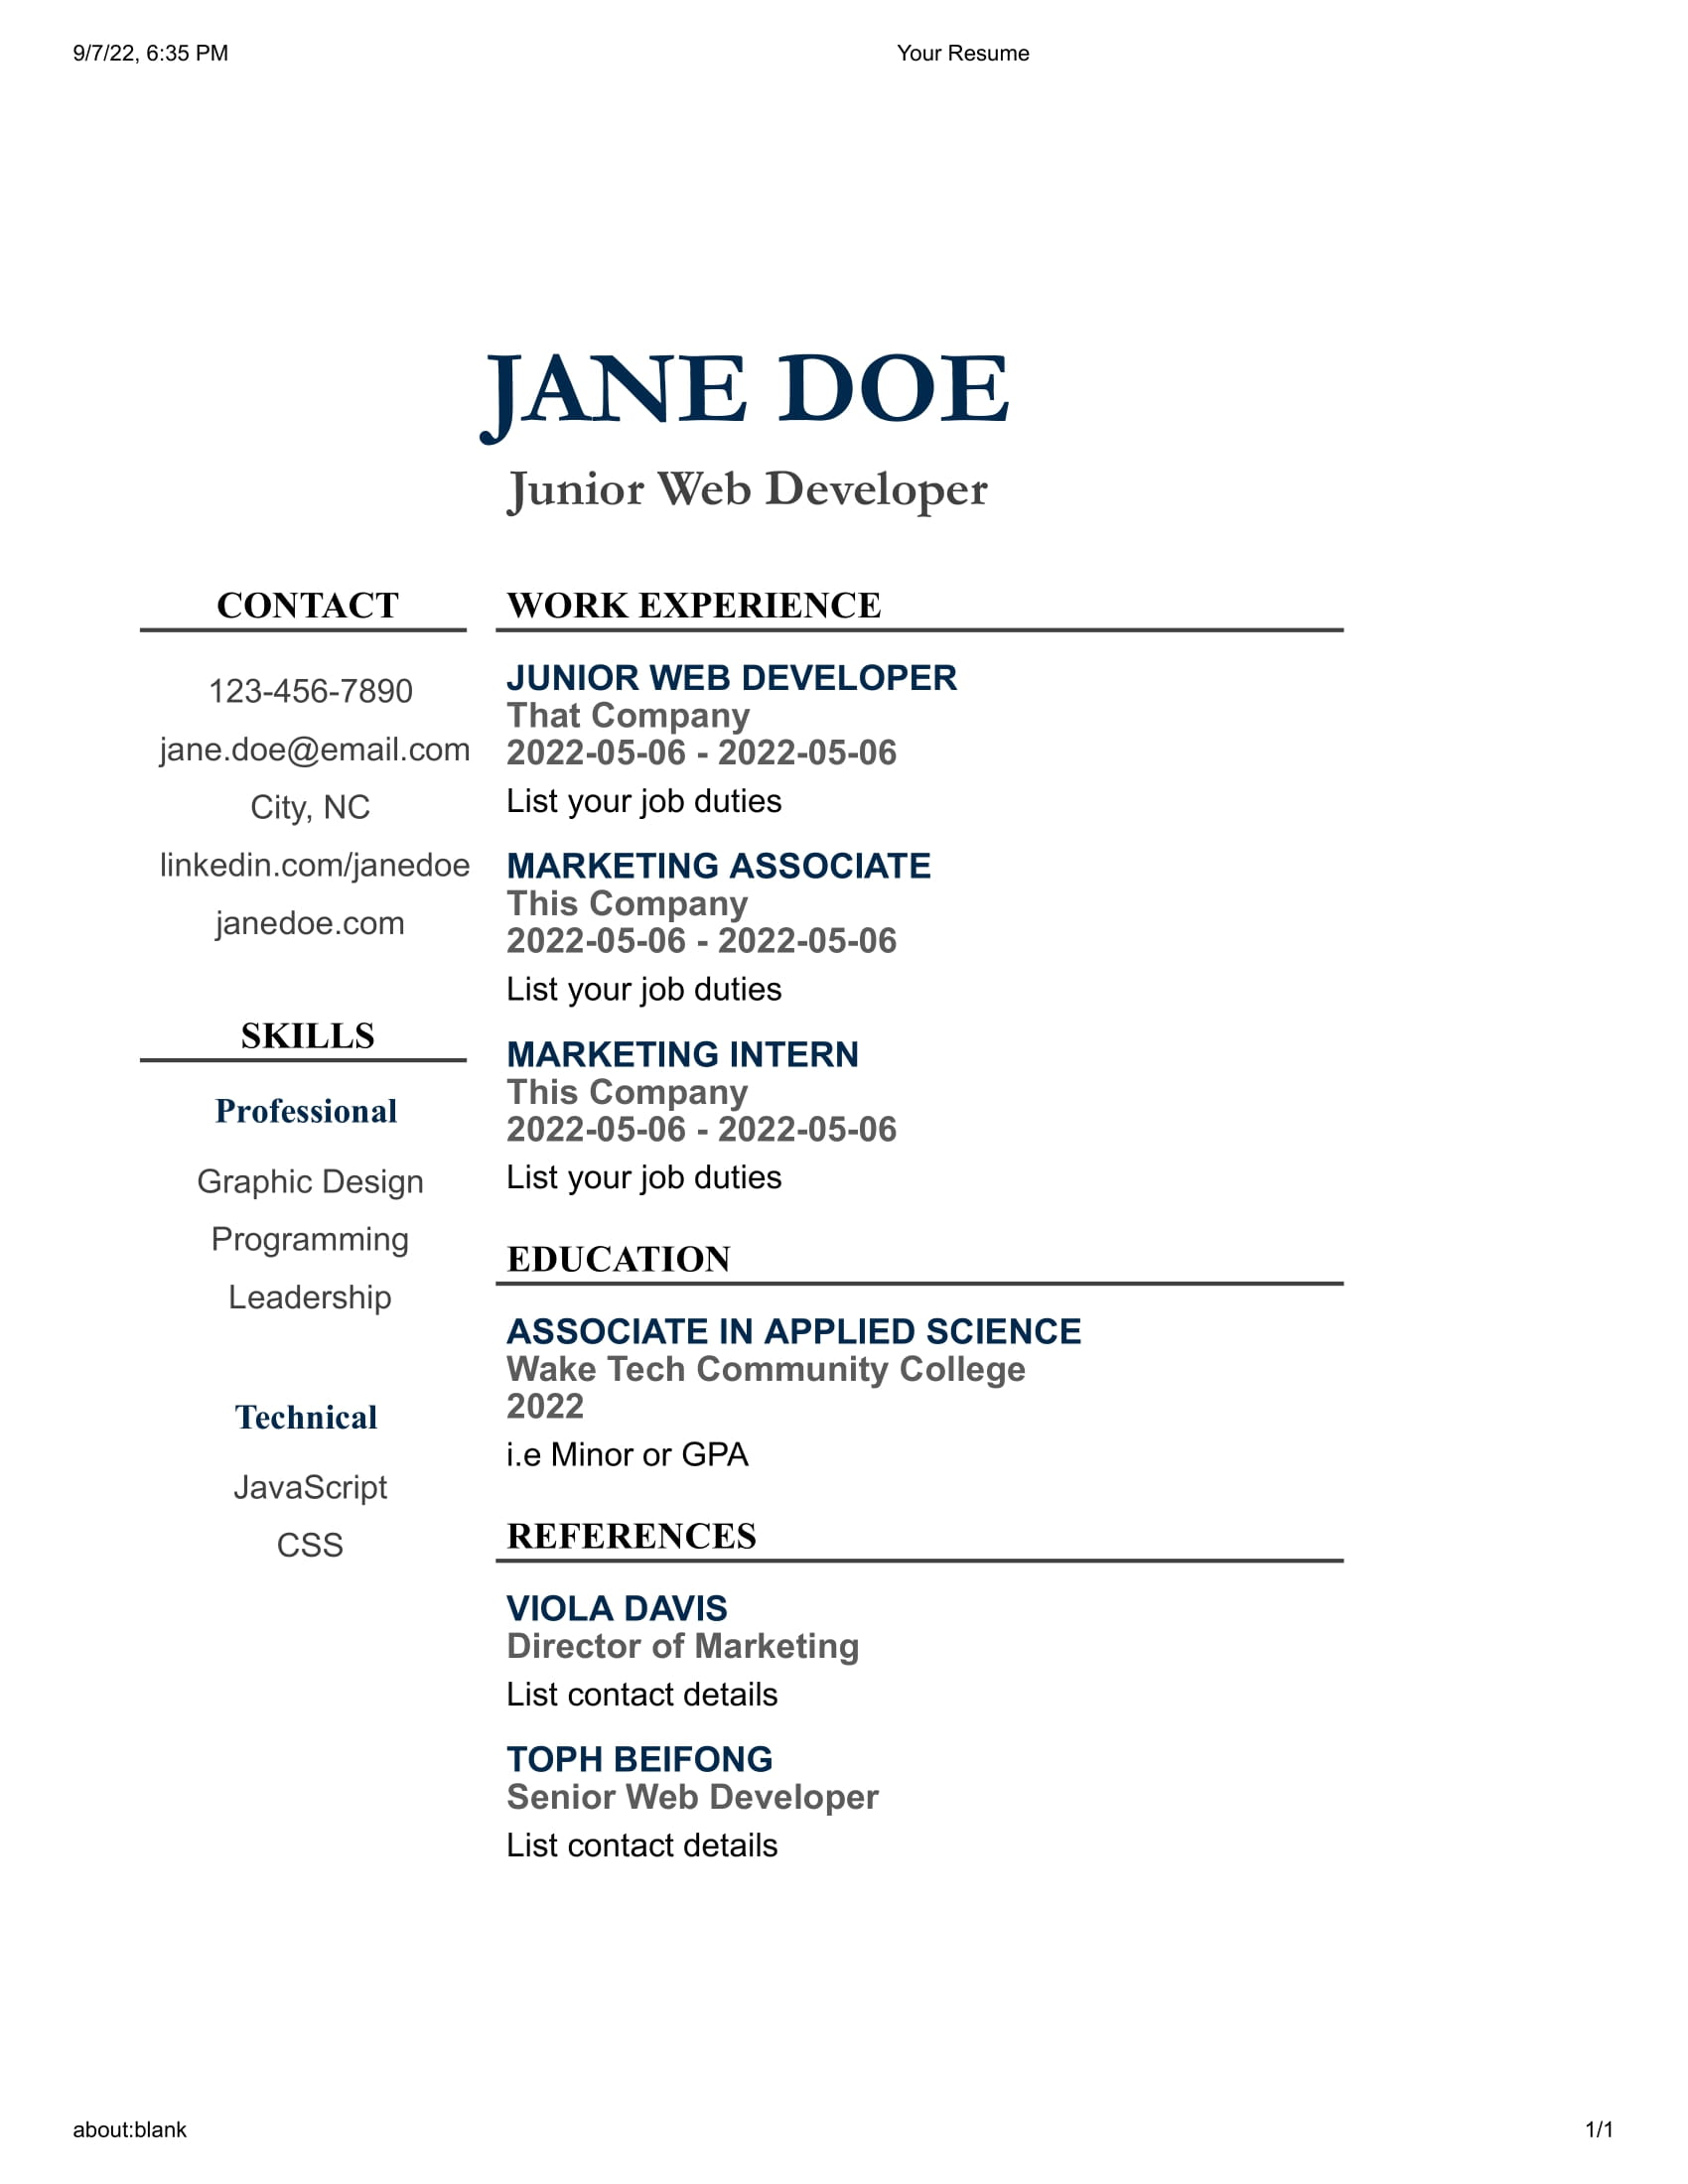 9/7/22, 6:35 PM
Your Resume
JANE DOE
Junior Web Developer
CONTACT
123-456-7890
jane.doe@email.com
City, NC
linkedin.com/janedoe
janedoe.com
SKILLS
Professional
Graphic Design
Programming
Leadership
Technical
JavaScript
CSS
WORK EXPERIENCE
JUNIOR WEB DEVELOPER
That Company
2022-05-06 - 2022-05-06
List your job duties
MARKETING ASSOCIATE
This Company
2022-05-06 - 2022-05-06
List your job duties
MARKETING INTERN
This Company
2022-05-06 - 2022-05-06
List your job duties
EDUCATION
ASSOCIATE IN APPLIED SCIENCE
Wake Tech Community College
2022
i.e Minor or GPA
REFERENCES
VIOLA DAVIS
Director of Marketing
List contact details
TOPH BEIFONG
Senior Web Developer
List contact details
about:blank
1/1